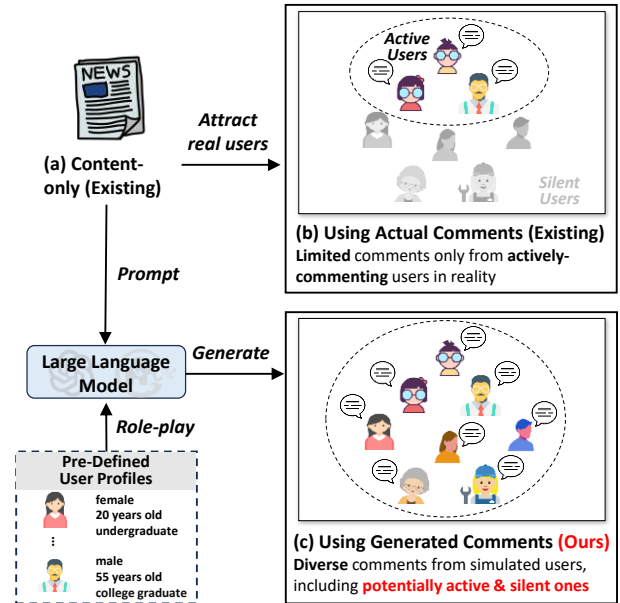 NEWS
(a) Content-
only (Existing)
Attract
real users
Active
Users
Silent
Users
(b) Using Actual Comments (Existing)
Limited comments only from actively-
commenting users in reality
Prompt
Large Language
Model
Generate
Role-play
Pre-Defined
User Profiles
female
20 years old
undergraduate
...
male
55 years old
college graduate
(c) Using Generated Comments (Ours)
Diverse comments from simulated users,
including potentially active & silent ones